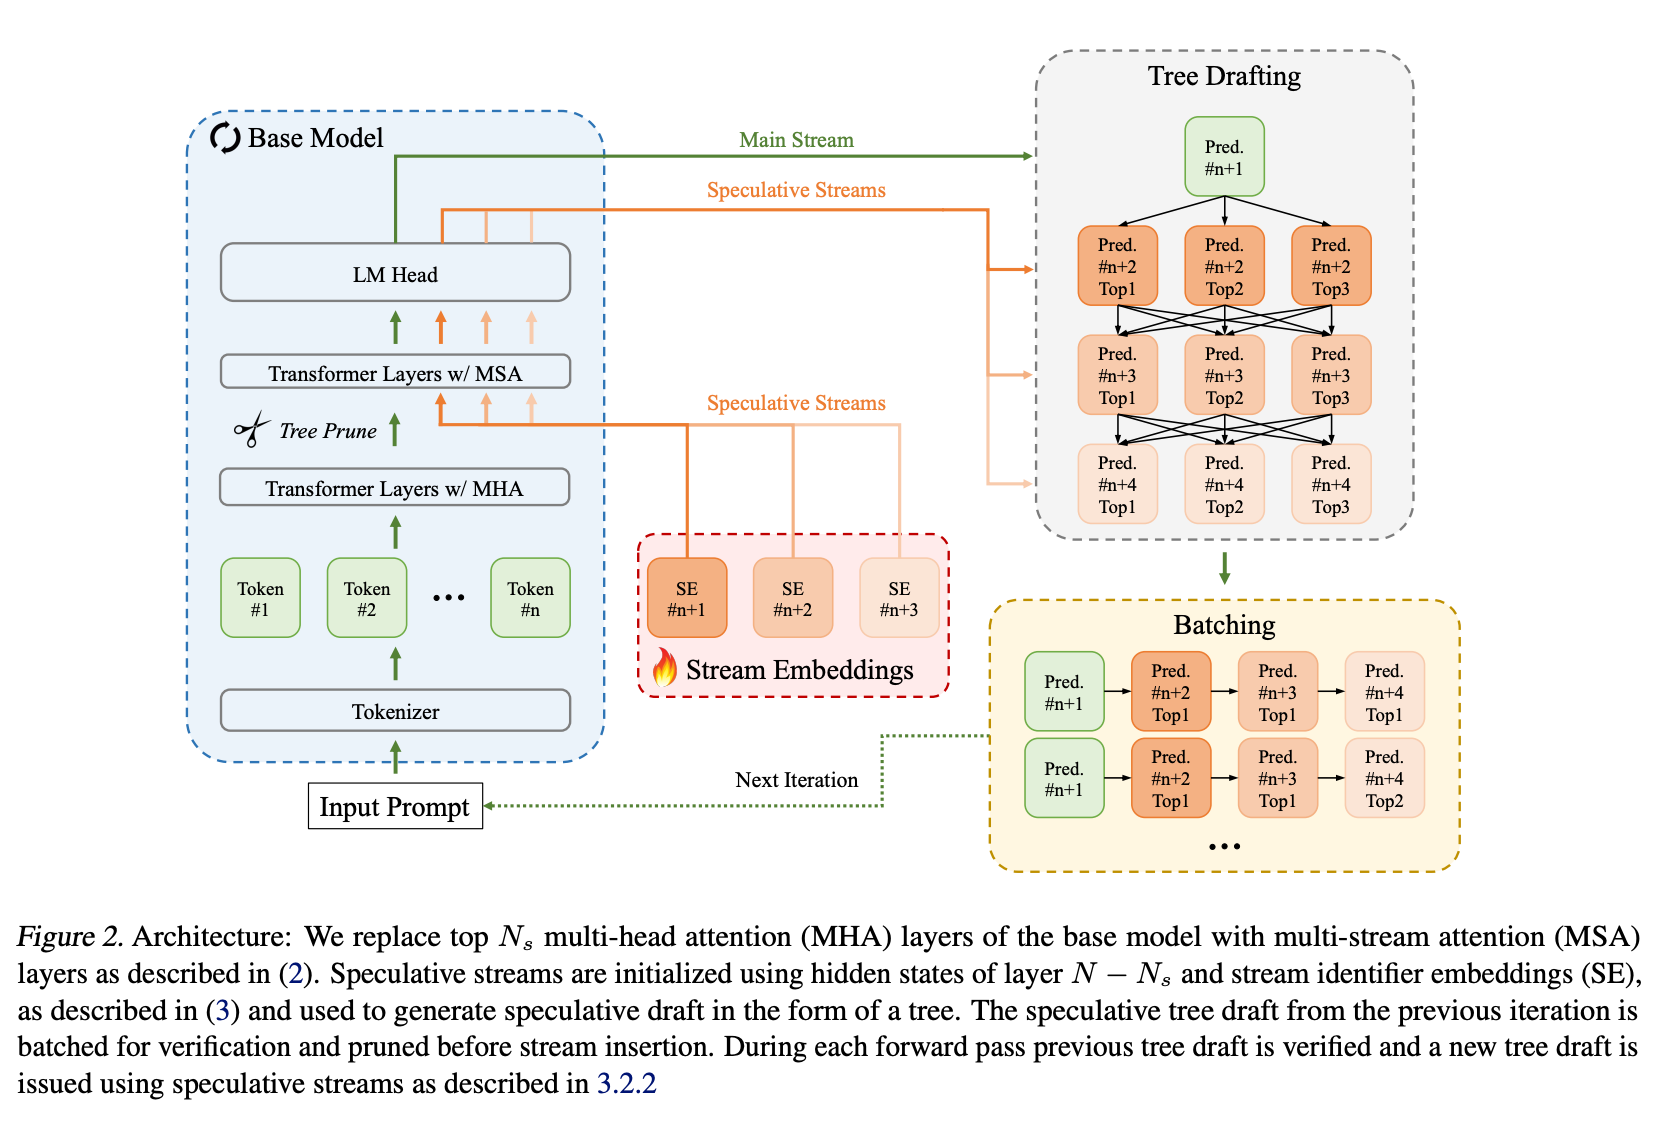 Base Model
Main Stream
Speculative Streams
LM Head
Transformer Layers w/ MSA
Tree Prune
Transformer Layers w/ MHA
Token
#1
Token
#2
...
Token
#n
Tokenizer
Input Prompt
Speculative Streams
SE
#n+1
SE
#n+2
SE
#n+3
Stream Embeddings
Tree Drafting
Pred.
#n+1
Pred.
#n+2
Top1
Pred.
#n+2
Top2
Pred.
#n+2
Top3
Pred.
#n+3
Top1
Pred.
#n+3
Top2
Pred.
#n+3
Top3
Pred.
#n+4
Top1
Pred.
#n+4
Top2
Pred.
#n+4
Top3
Batching
Pred.
#n+1
Pred.
#n+2
Top1
Pred.
#n+3
Top1
Pred.
#n+4
Top1
Pred.
#n+1
Pred.
#n+2
Top1
Pred.
#n+3
Top1
Pred.
#n+4
Top2
...
Next Iteration
Figure 2. Architecture: We replace top Nₛ multi-head attention (MHA) layers of the base model with multi-stream attention (MSA)
layers as described in (2). Speculative streams are initialized using hidden states of layer N − Nₛ and stream identifier embeddings (SE),
as described in (3) and used to generate speculative draft in the form of a tree. The speculative tree draft from the previous iteration is
batched for verification and pruned before stream insertion. During each forward pass previous tree draft is verified and a new tree draft is
issued using speculative streams as described in 3.2.2